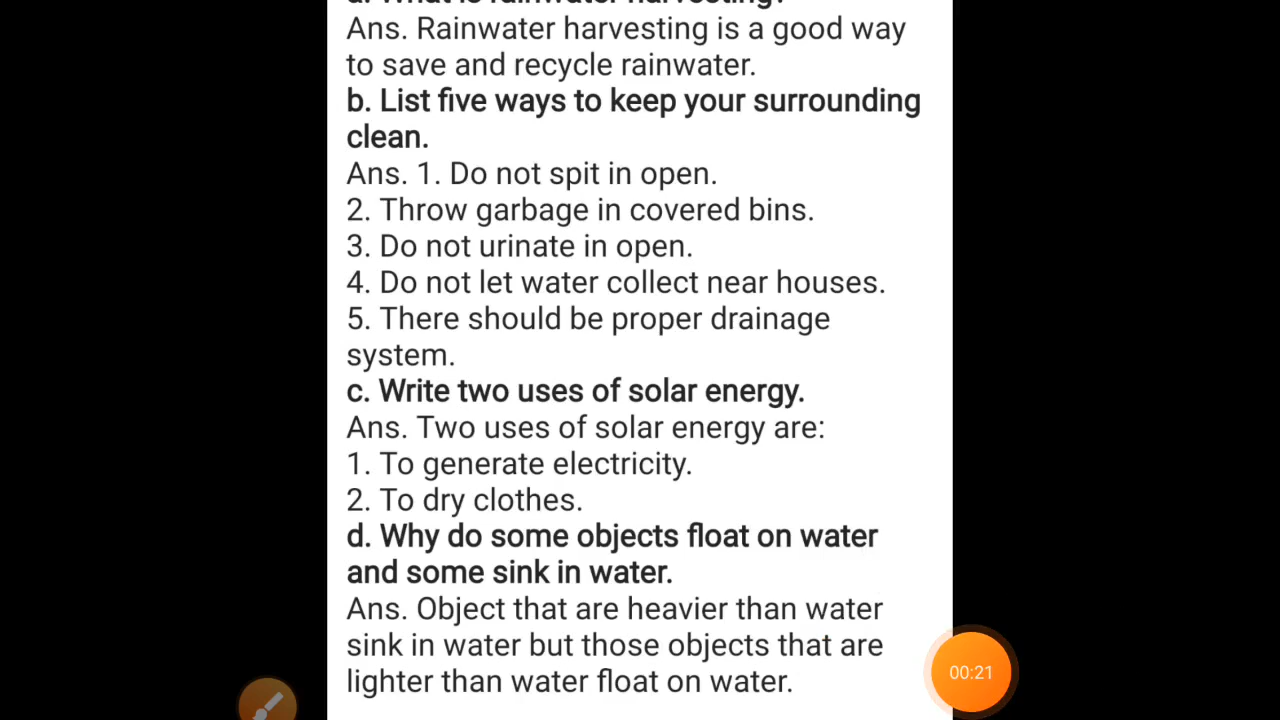 a. What is rainwater harvesting?
Ans. Rainwater harvesting is a good way
to save and recycle rainwater.
b. List five ways to keep your surrounding
clean.
Ans. 1. Do not spit in open.
2. Throw garbage in covered bins.
3. Do not urinate in open.
4. Do not let water collect near houses.
5. There should be proper drainage
system.
c. Write two uses of solar energy.
Ans. Two uses of solar energy are:
1. To generate electricity.
2. To dry clothes.
d. Why do some objects float on water
and some sink in water.
Ans. Object that are heavier than water
sink in water but those objects that are
lighter than water float on water.
00:21